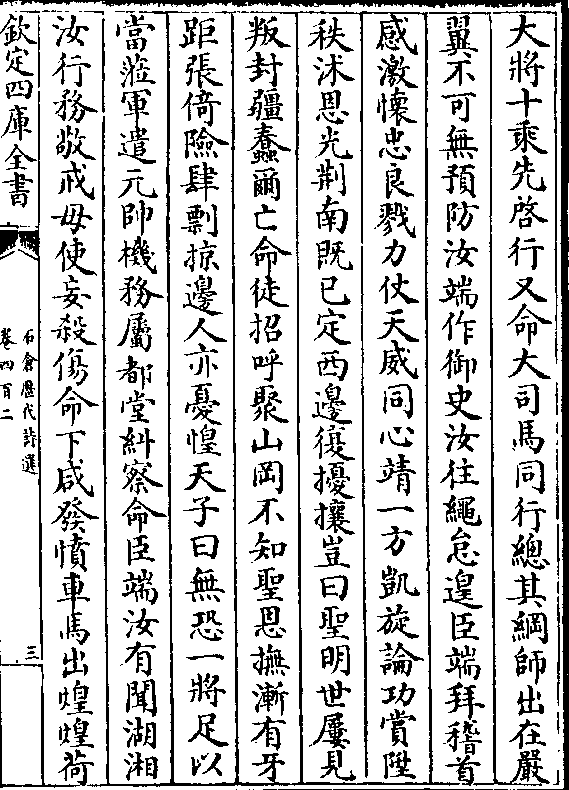 大將十乘先啓行又命大司馬同行總其綱師出在嚴
翼不可無預防汝端作御史汝往繩怠遑臣端拜稽首
感激懷忠良戮力仗天威同心靖一方凱旋論功賞陞
秩沭恩光荆南既已定西邊復擾攘豈曰聖明世屢見
叛封疆蠢爾亡命徒招呼聚山岡不知聖恩撫漸有牙
距張倚險肆剽掠邊人亦憂惶天子曰無恐一將足以
當蒞軍遣元帥機務屬都堂糾察命臣端汝有聞湖湘
汝行務敬戒毋使妄殺傷命下咸發憤車馬出煌煌荷
欽定四庫全書
石倉歷代詩選
卷四百二
三